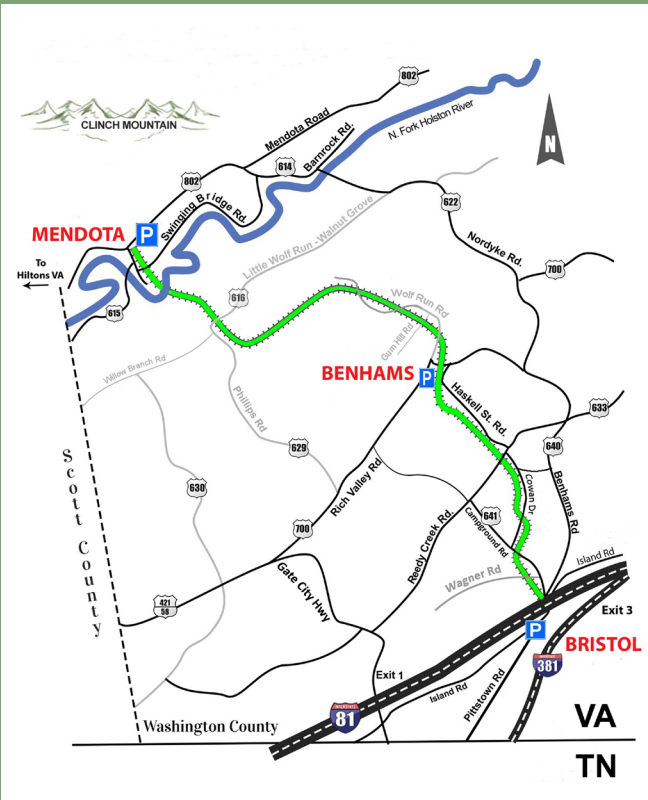 802
CLINCH MOUNTAIN
Mendota Road
Barnrock Rd.
N. Fork Holston River
N
614
802
Swinging Bridge Rd.
622
MENDOTA
P
Little Wolf Run - Walnut Grove
Nordyke Rd.
To
Hiltons VA
700
616
Wolf Run Rd
615
Gum Hill Rd
Willow Branch Rd
BENHAMS
P
Haskell St. Rd.
Phillips Rd
633
629
640
Scott County
630
Rich Valley Rd.
Cowan Dr.
Benhams Rd
641
Campground Rd
700
Reedy Creek Rd.
Island Rd
Gate City Hwy
Wagner Rd
421
58
Exit 3
P
BRISTOL
INTERSTATE
381
Exit 1
Island Rd
Pittstown Rd
INTERSTATE
81
Washington County
VA
TN